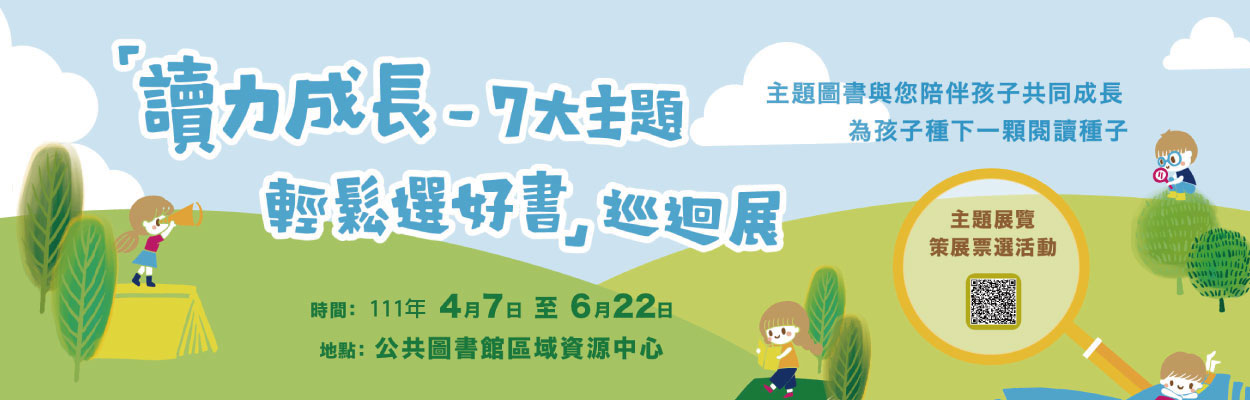 「讀力成長-7大主題
輕鬆選好書」巡迴展
主題圖書與您陪伴孩子共同成長
為孩子種下一顆閱讀種子
主題展覽
策展票選活動
時間: 111年 4月7日 至 6月22日
地點: 公共圖書館區域資源中心